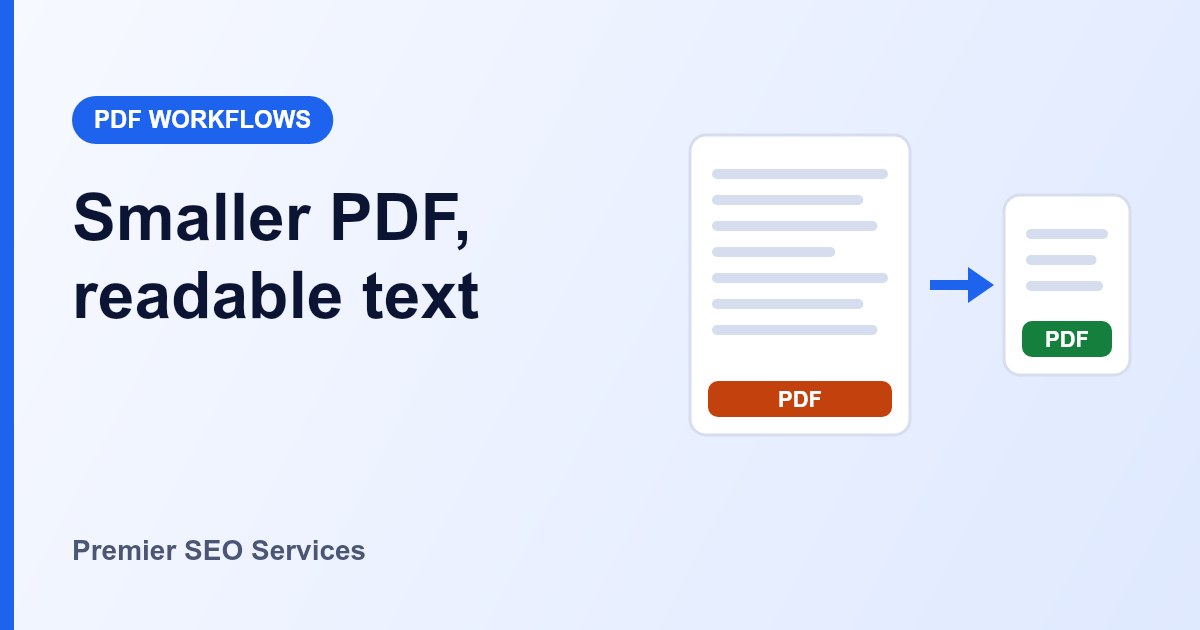 PDF WORKFLOWS
Smaller PDF,
readable text
PDF
PDF
Premier SEO Services